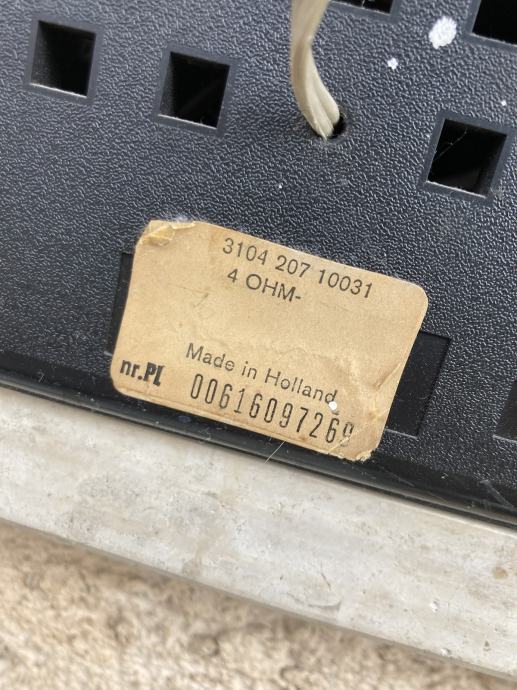 3104 207 10031
4 OHM-
Made in Holland
nr.PL 00616097269